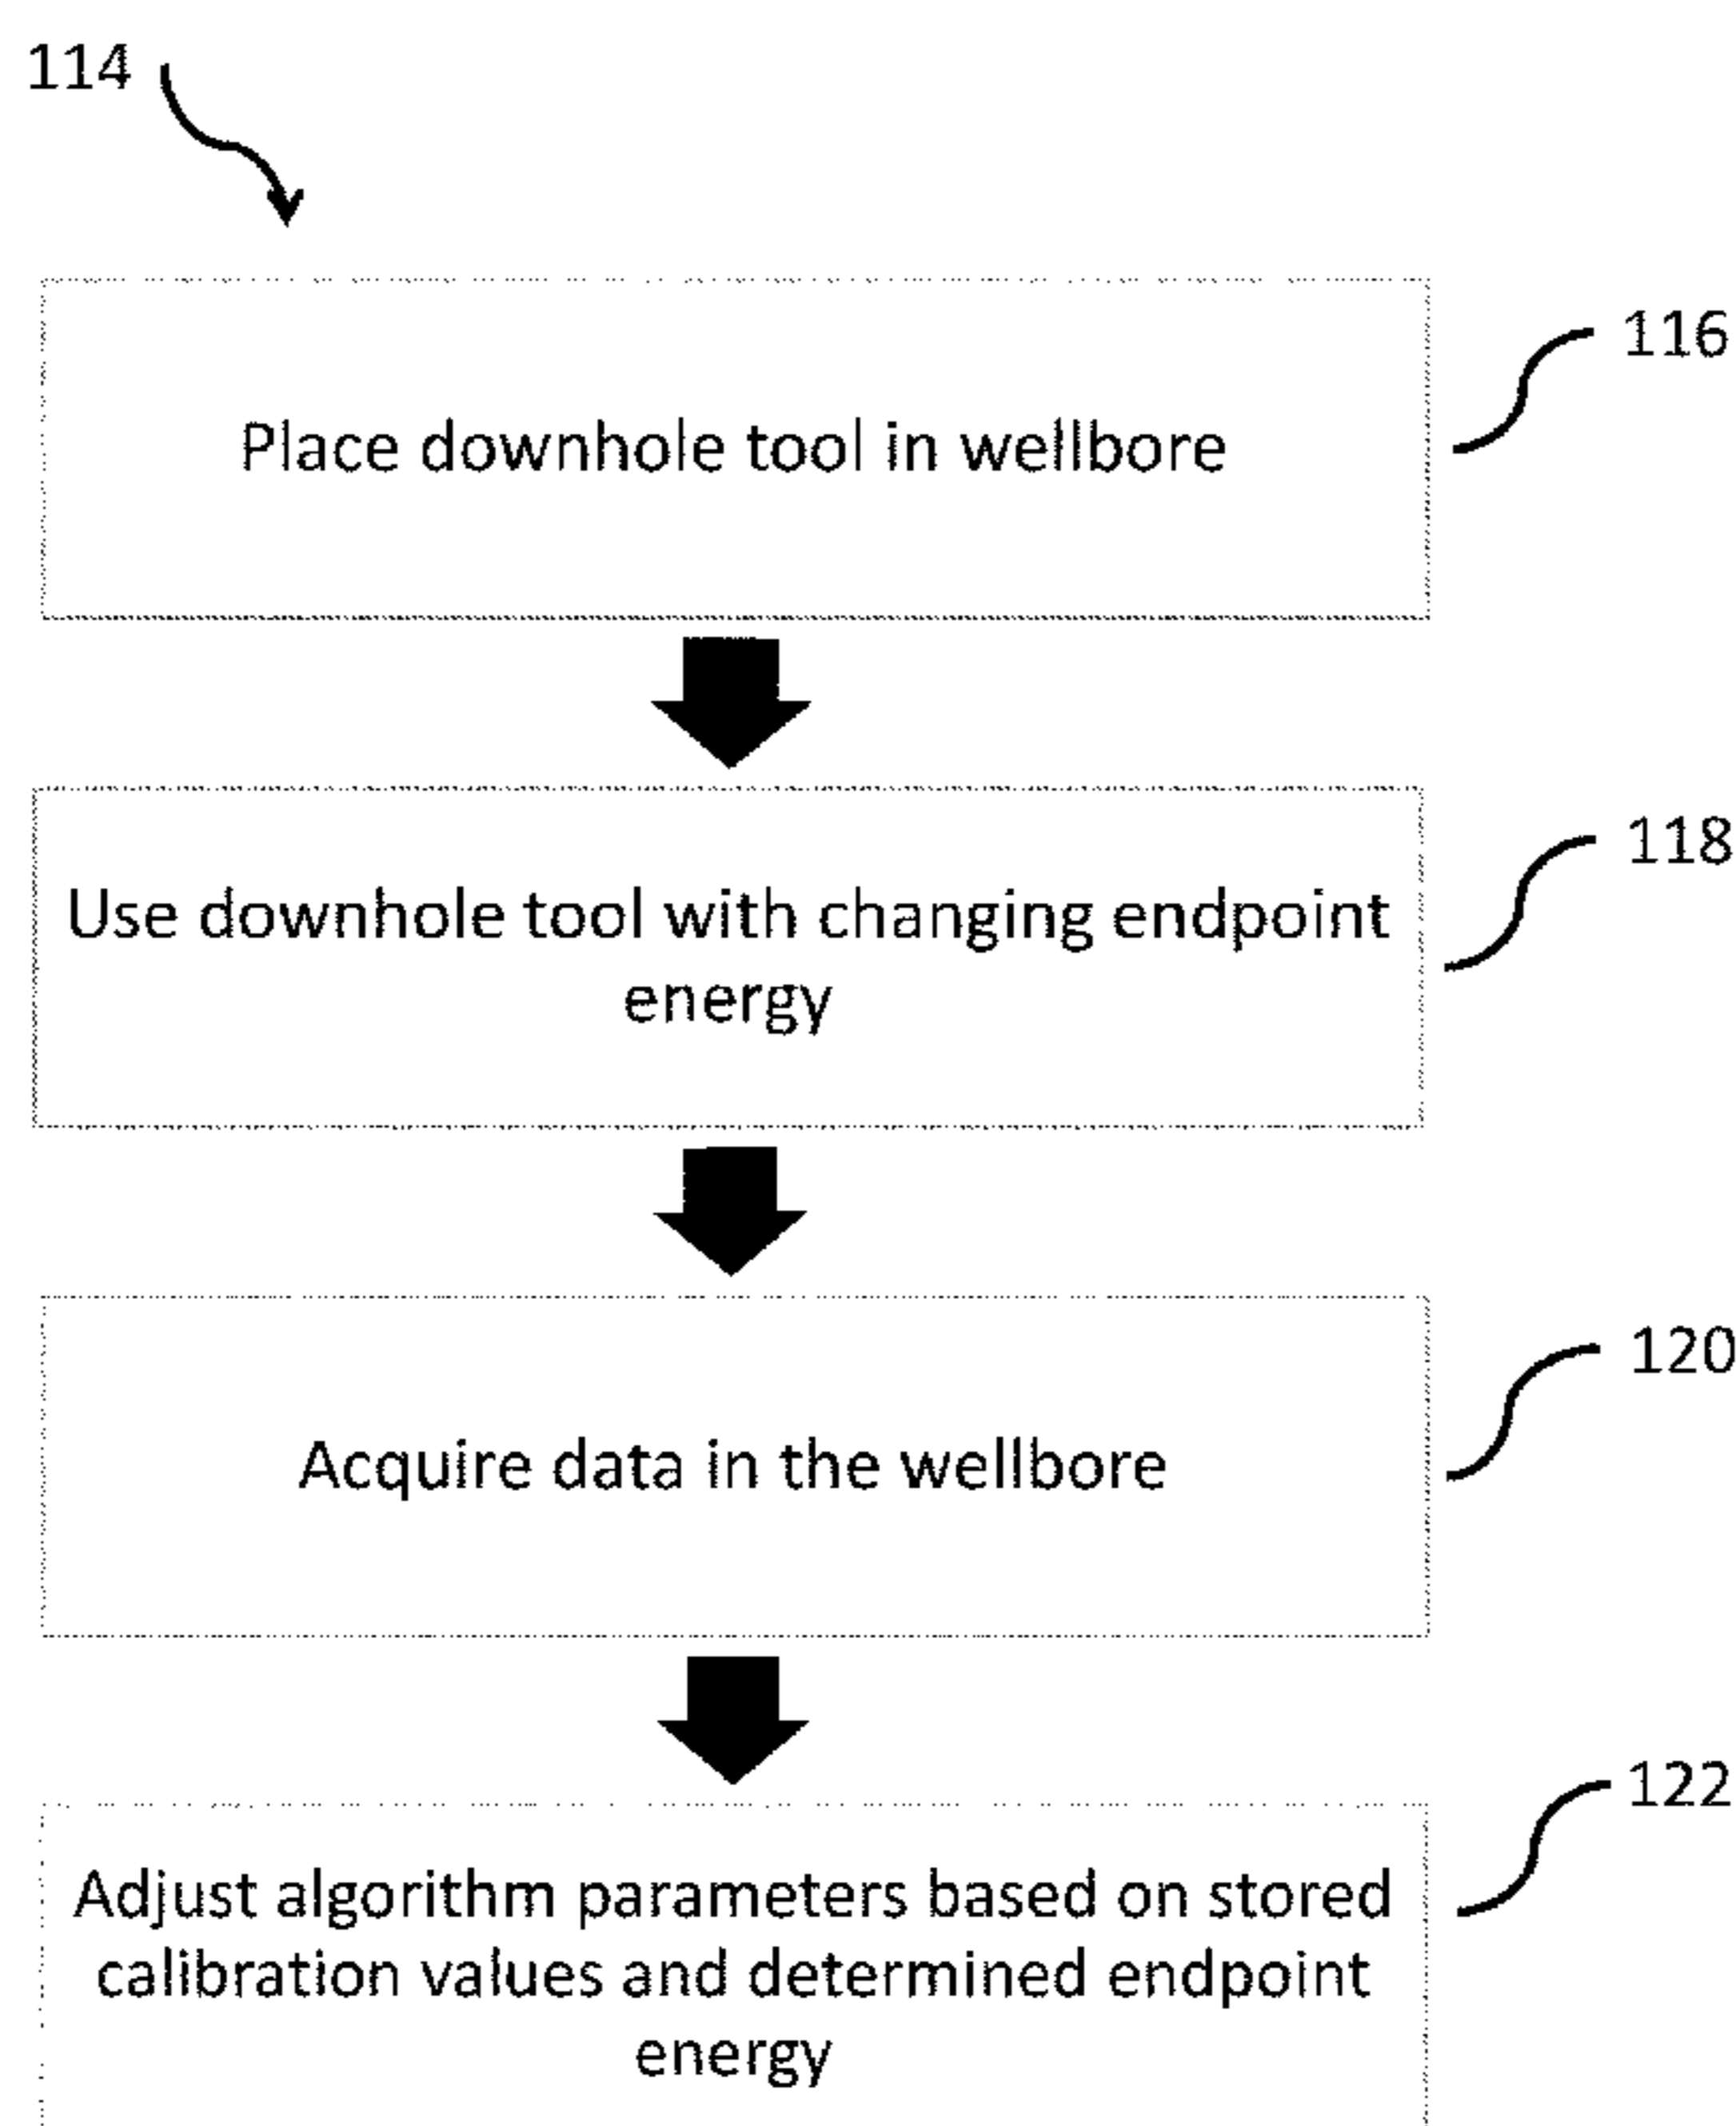 114
116
Place downhole tool in wellbore
118
Use downhole tool with changing endpoint
energy
120
Acquire data in the wellbore
122
Adjust algorithm parameters based on stored
calibration values and determined endpoint
energy